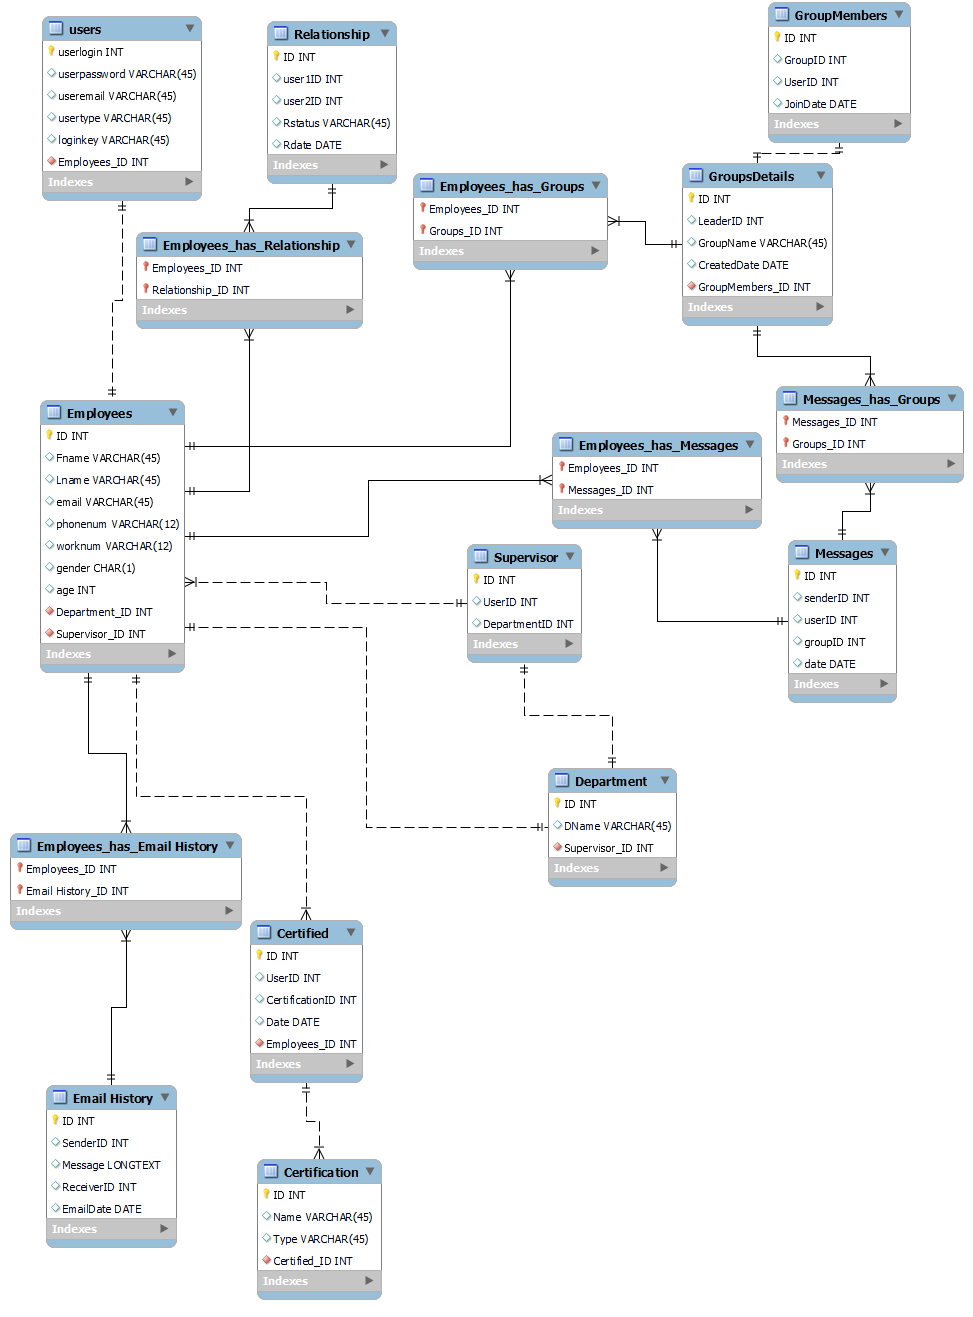 users
userlogin INT
userpassword VARCHAR(45)
useremail VARCHAR(45)
usertype VARCHAR(45)
loginkey VARCHAR(45)
Employees_ID INT
Indexes
Relationship
ID INT
user1ID INT
user2ID INT
Rstatus VARCHAR(45)
Rdate DATE
Indexes
GroupMembers
ID INT
GroupID INT
UserID INT
JoinDate DATE
Indexes
Employees_has_Groups
Employees_ID INT
Groups_ID INT
Indexes
GroupsDetails
ID INT
LeaderID INT
GroupName VARCHAR(45)
CreatedDate DATE
GroupMembers_ID INT
Indexes
Employees_has_Relationship
Employees_ID INT
Relationship_ID INT
Indexes
Employees
ID INT
Fname VARCHAR(45)
Lname VARCHAR(45)
email VARCHAR(45)
phonenum VARCHAR(12)
worknum VARCHAR(12)
gender CHAR(1)
age INT
Department_ID INT
Supervisor_ID INT
Indexes
Messages_has_Groups
Messages_ID INT
Groups_ID INT
Indexes
Employees_has_Messages
Employees_ID INT
Messages_ID INT
Indexes
Supervisor
ID INT
UserID INT
DepartmentID INT
Indexes
Messages
ID INT
senderID INT
userID INT
groupID INT
date DATE
Indexes
Department
ID INT
DName VARCHAR(45)
Supervisor_ID INT
Indexes
Employees_has_Email History
Employees_ID INT
Email History_ID INT
Indexes
Certified
ID INT
UserID INT
CertificationID INT
Date DATE
Employees_ID INT
Indexes
Email History
ID INT
SenderID INT
Message LONGTEXT
ReceiverID INT
EmailDate DATE
Indexes
Certification
ID INT
Name VARCHAR(45)
Type VARCHAR(45)
Certified_ID INT
Indexes